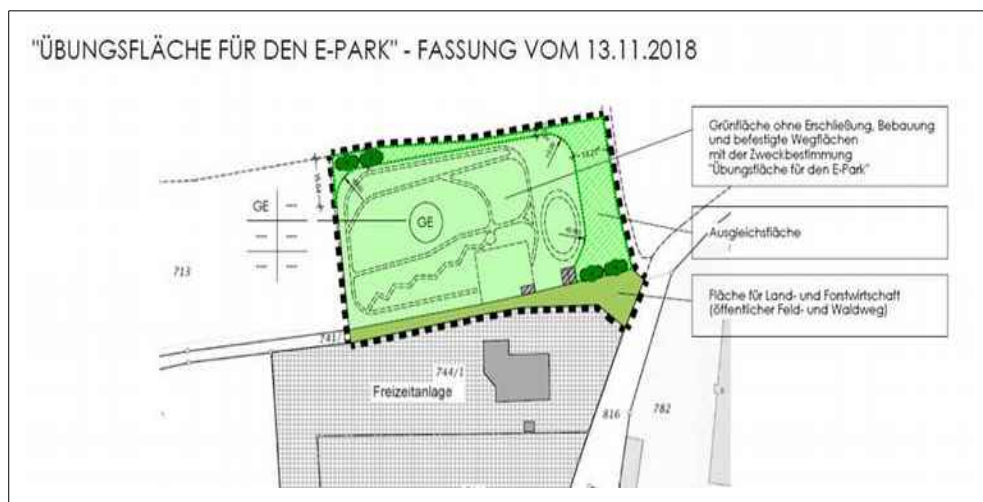 "ÜBUNGSFLÄCHE FÜR DEN E-PARK" - FASSUNG VOM 13.11.2018
Grünfläche ohne Erschließung, Bebauung
und befestigte Wegflächen
mit der Zweckbestimmung
"Übungsfläche für den E-Park"
GE
GE
Ausgleichsfläche
713
Fläche für Land- und Forstwirtschaft
(öffentlicher Feld- und Waldweg)
741/
744/1
Freizeitanlage
816
782